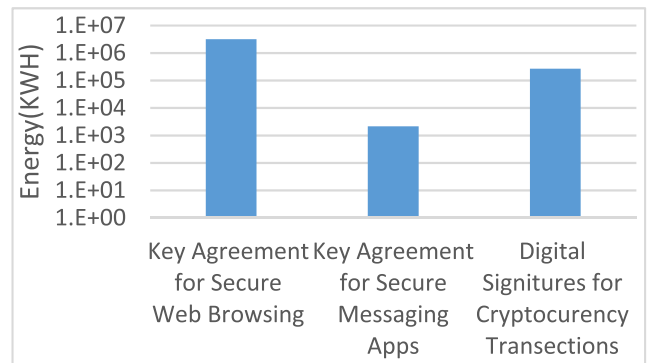 Energy(KWH)
1.E+07
1.E+06
1.E+05
1.E+04
1.E+03
1.E+02
1.E+01
1.E+00
Key Agreement
for Secure
Web Browsing
Key Agreement
for Secure
Messaging
Apps
Digital
Signitures for
Cryptocurency
Transections